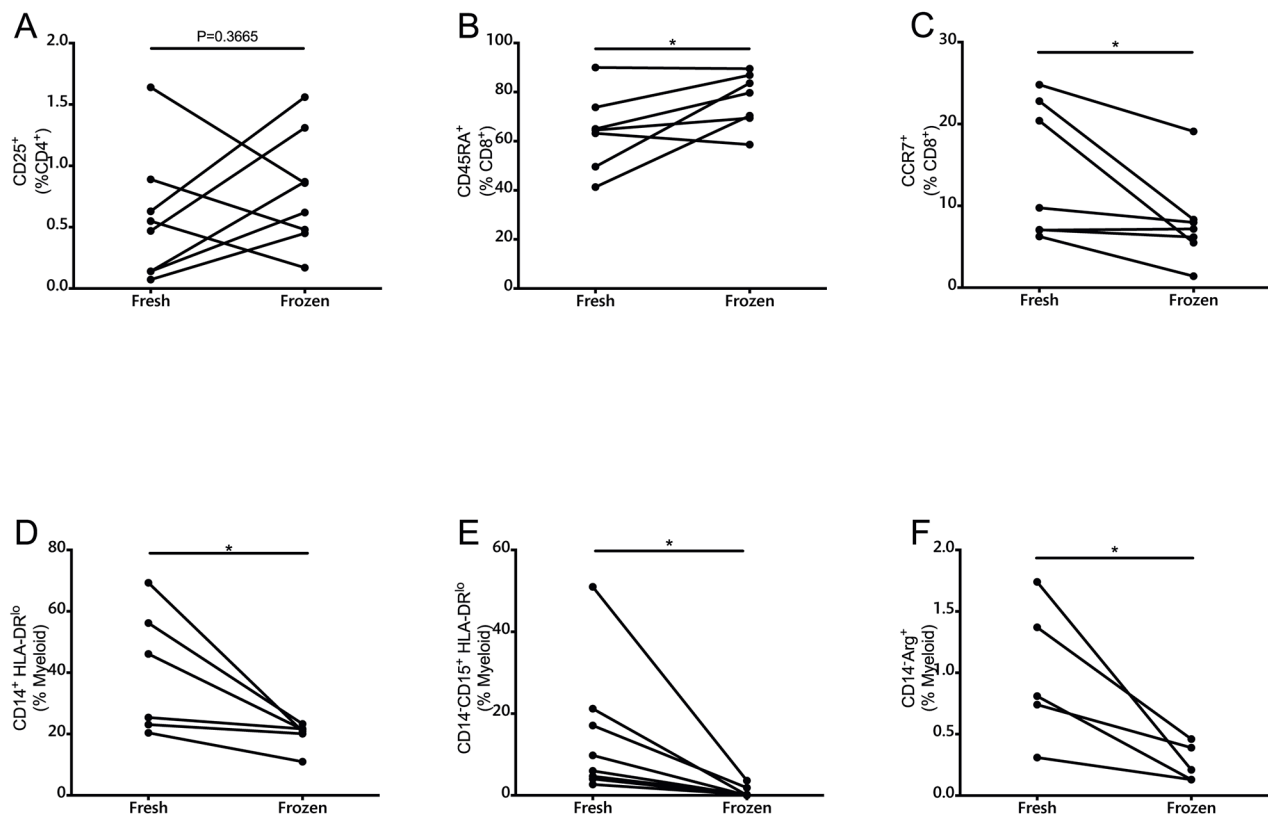 A
P=0.3665
2.0
1.5
1.0
0.5
0.0
CD25⁺
(%CD4⁺)
Fresh Frozen
B
*
100
80
60
40
20
0
CD45RA⁺
(% CD8⁺)
Fresh Frozen
C
*
30
20
10
0
CCR7⁺
(% CD8⁺)
Fresh Frozen
D
*
80
60
40
20
0
CD14⁺ HLA-DRˡᵒ
(% Myeloid)
Fresh Frozen
E
*
60
40
20
0
CD14⁻CD15⁺ HLA-DRˡᵒ
(% Myeloid)
Fresh Frozen
F
*
2.0
1.5
1.0
0.5
0.0
CD14⁻Arg⁺
(% Myeloid)
Fresh Frozen